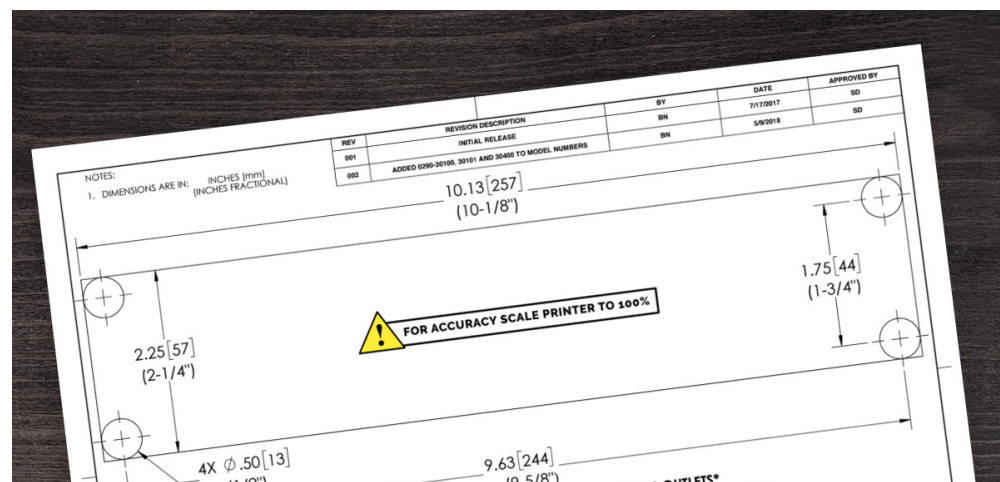 REV REVISION DESCRIPTION BY DATE APPROVED BY
001 INITIAL RELEASE BN 7/17/2017 SD
002 ADDED 0290-30100, 30101 AND 30400 TO MODEL NUMBERS BN 5/9/2018 SD
NOTES:
1. DIMENSIONS ARE IN: INCHES [mm]
(INCHES FRACTIONAL)
10.13[257]
(10-1/8")
1.75[44]
(1-3/4")
! FOR ACCURACY SCALE PRINTER TO 100%
2.25[57]
(2-1/4")
4X Ø.50[13]
9.63[244]
(9-5/8")
OUTLETS*